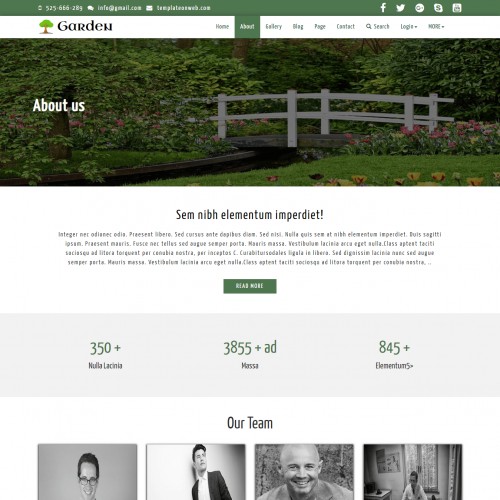 525-666-289 info@gmail.com templateonweb.com
Garden Home About Gallery Blog Page Contact Search Login MORE
About us
Sem nibh elementum imperdiet!
Integer nec odionec odio. Praesent libero. Sed cursus ante dapibus diam. Sed nisi. Nulla quis sem at nibh elementum imperdiet. Duis sagitti
ipsum. Praesent mauris. Fusce nec tellus sed augue semper porta. Mauris massa. Vestibulum lacinia arcu eget nulla.Class aptent taciti
sociosqu ad litora torquent per conubia nostra, per inceptos C. Curabitursodales ligula in libero. Sed dignissim lacinia nunc sed augue
semper porta. Mauris massa. Vestibulum lacinia arcu eget nulla.Class aptent taciti sociosqu ad litora torquent per conubia nostra, ..
READ MORE
350 + 3855 + ad 845 +
Nulla Lacinia Massa Elementum5+
Our Team